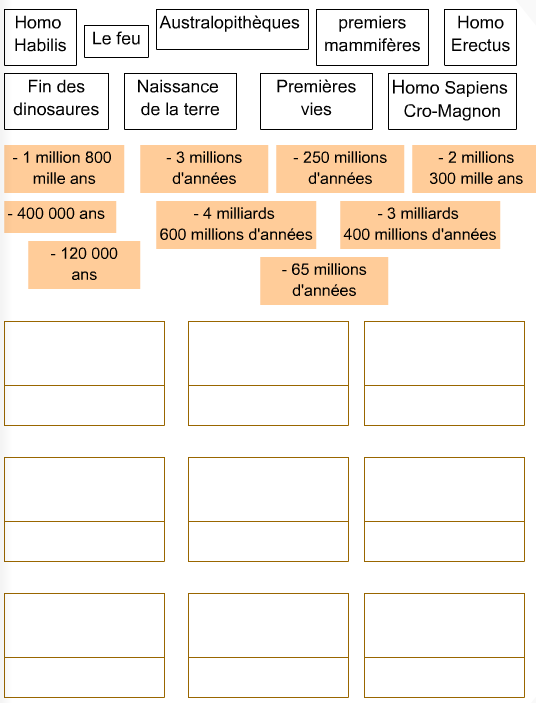 Homo
Habilis
Le feu
Australopithèques
premiers
mammifères
Homo
Erectus
Fin des
dinosaures
Naissance
de la terre
Premières
vies
Homo Sapiens
Cro-Magnon
- 1 million 800
mille ans
- 3 millions
d'années
- 250 millions
d'années
- 2 millions
300 mille ans
- 400 000 ans
- 4 milliards
600 millions d'années
- 3 milliards
400 millions d'années
- 120 000
ans
- 65 millions
d'années